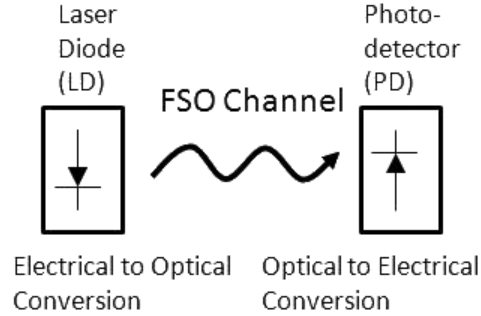 Laser
Diode
(LD)
Photo-
detector
(PD)
FSO Channel
Electrical to Optical
Conversion
Optical to Electrical
Conversion